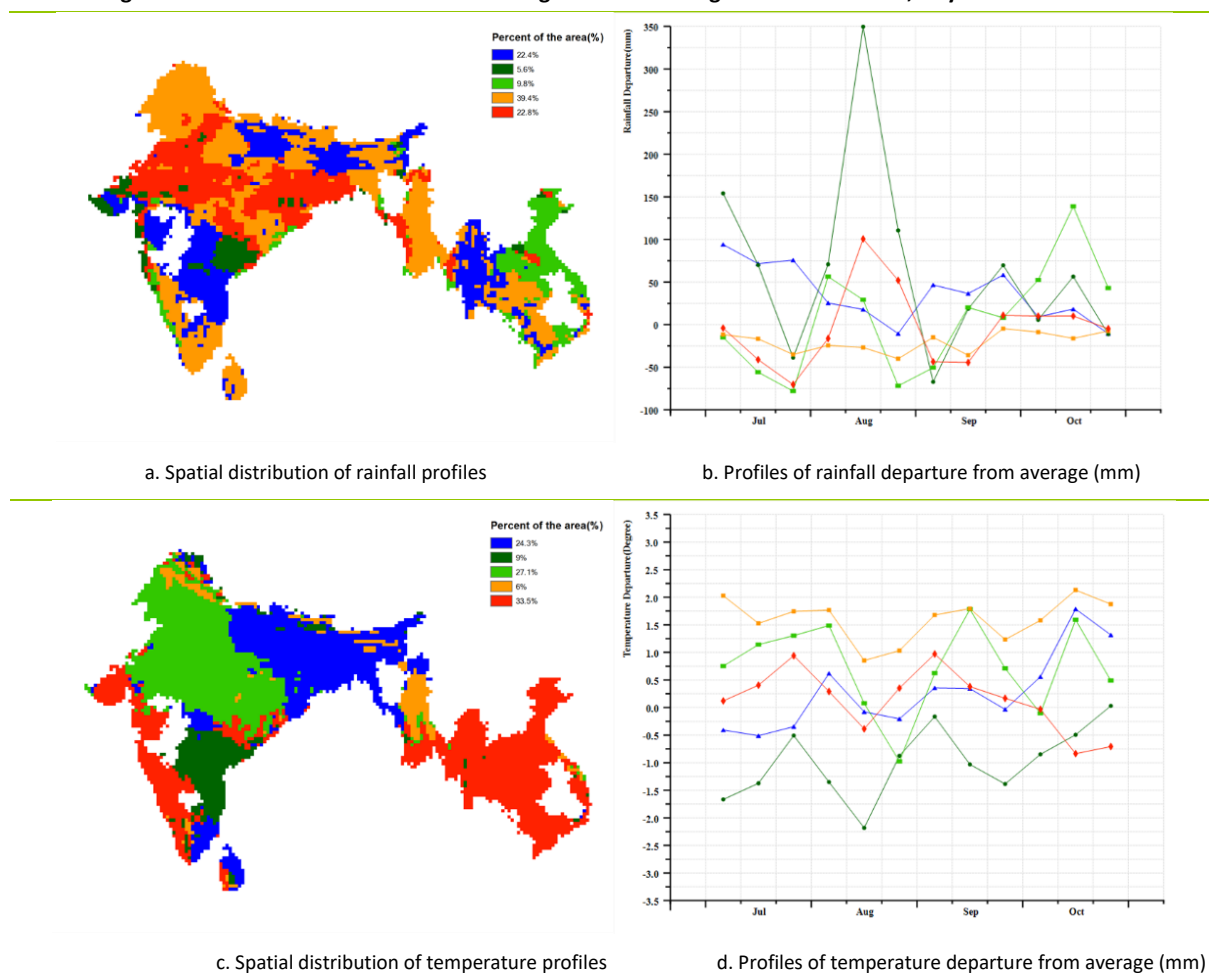 Percent of the area(%)
22.4%
5.6%
9.8%
39.4%
22.8%
Rainfall Departure(mm)
350
300
250
200
150
100
50
0
-50
-100
Jul
Aug
Sep
Oct
a. Spatial distribution of rainfall profiles
b. Profiles of rainfall departure from average (mm)
Percent of the area(%)
24.3%
9%
27.1%
6%
33.5%
Temperature Departure(Degree)
3.5
3.0
2.5
2.0
1.5
1.0
0.5
0.0
-0.5
-1.0
-1.5
-2.0
-2.5
-3.0
-3.5
Jul
Aug
Sep
Oct
c. Spatial distribution of temperature profiles
d. Profiles of temperature departure from average (mm)